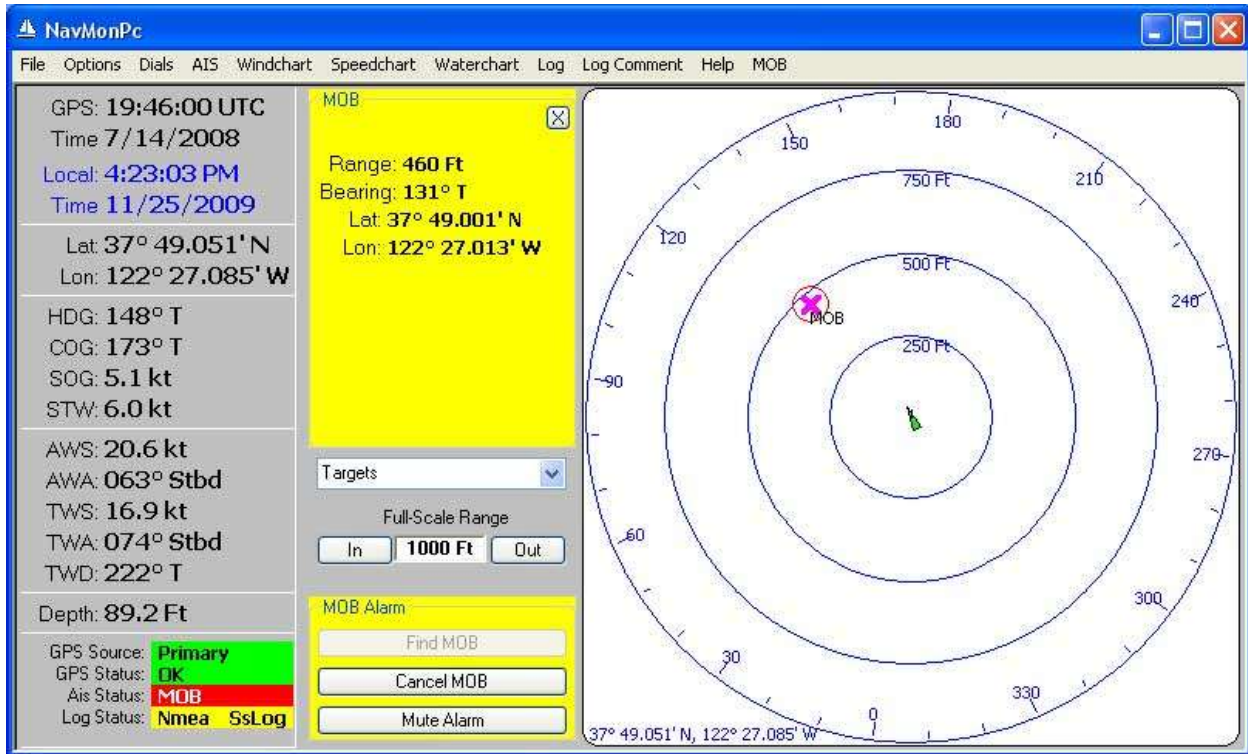 NavMonPc
File Options Dials AIS Windchart Speedchart Waterchart Log Log Comment Help MOB
GPS: 19:46:00 UTC
Time 7/14/2008
Local: 4:23:03 PM
Time 11/25/2009
Lat: 37° 49.051' N
Lon: 122° 27.085' W
HDG: 148° T
COG: 173° T
SOG: 5.1 kt
STW: 6.0 kt
AWS: 20.6 kt
AWA: 063° Stbd
TWS: 16.9 kt
TWA: 074° Stbd
TWD: 222° T
Depth: 89.2 Ft
GPS Source: Primary
GPS Status: OK
Ais Status: MOB
Log Status: Nmea SsLog
MOB
X
Range: 460 Ft
Bearing: 131° T
Lat: 37° 49.001' N
Lon: 122° 27.013' W
Targets
Full-Scale Range
In 1000 Ft Out
MOB Alarm
Find MOB
Cancel MOB
Mute Alarm
180
150
210
750 Ft
120
500 Ft
240
MOB
250 Ft
90
270
60
300
30
330
0
37° 49.051' N, 122° 27.085' W